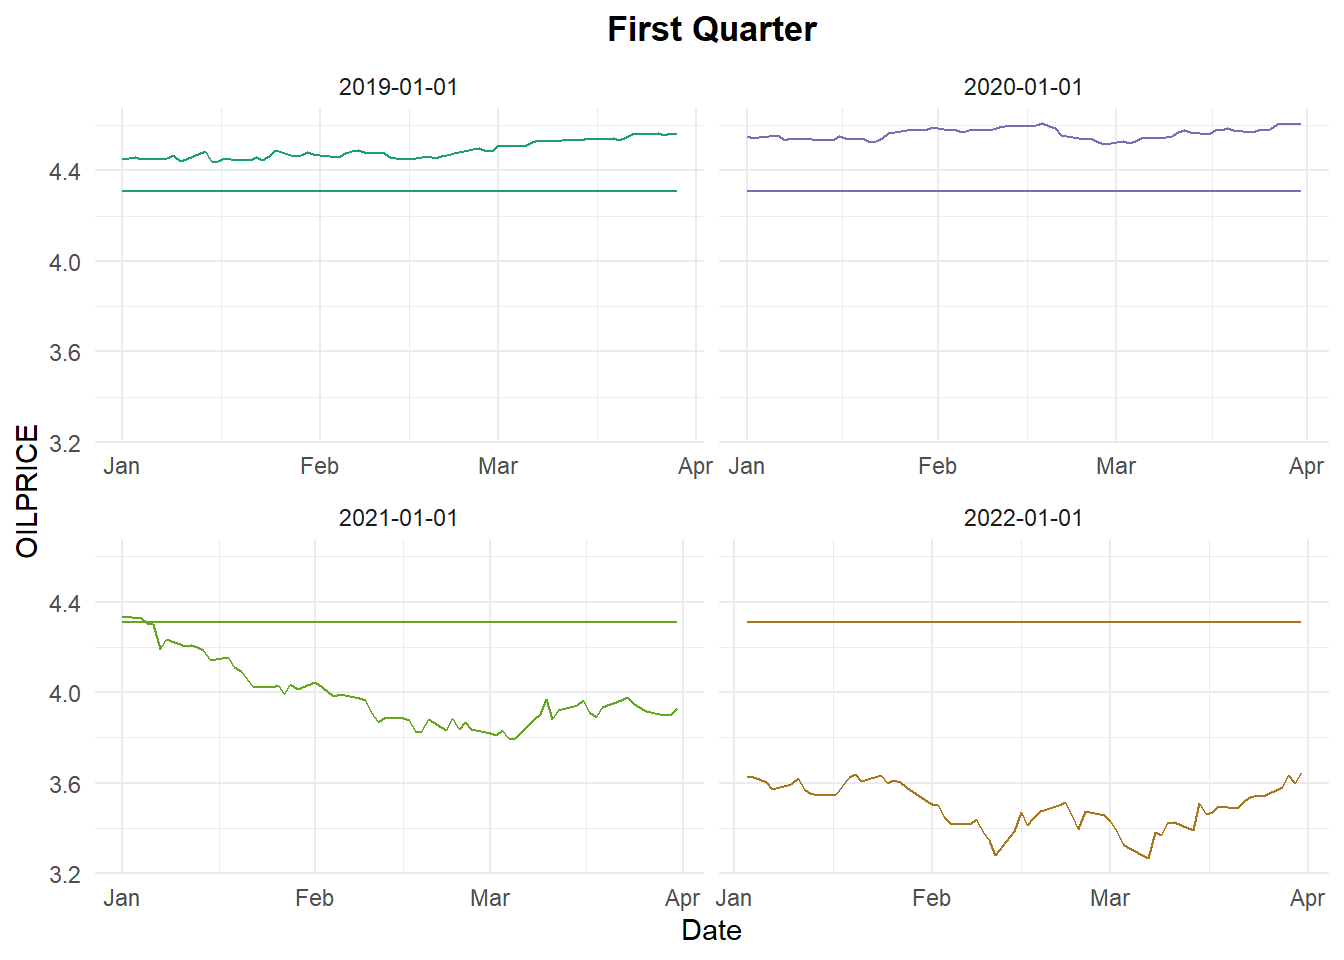 First Quarter
2019-01-01
2020-01-01
4.4
4.0
3.6
3.2
Jan Feb Mar Apr
Jan Feb Mar Apr
OILPRICE
2021-01-01
2022-01-01
4.4
4.0
3.6
3.2
Jan Feb Mar Apr
Jan Feb Mar Apr
Date